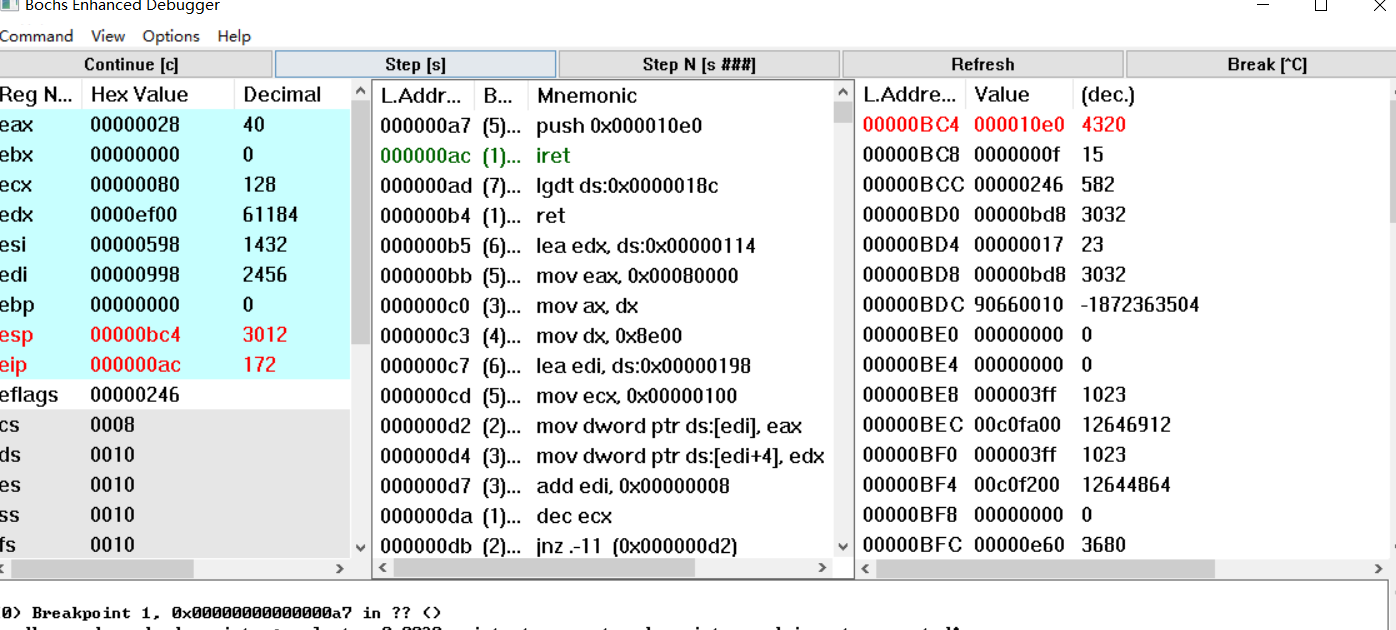 Bochs Enhanced Debugger
Command View Options Help
Continue [c] Step [s] Step N [s ###] Refresh Break [^C]
Reg N... Hex Value Decimal L.Addr... B... Mnemonic L.Addre... Value (dec.)
eax 00000028 40 000000a7 (5)... push 0x000010e0 00000BC4 000010e0 4320
ebx 00000000 0 000000ac (1)... iret 00000BC8 0000000f 15
ecx 00000080 128 000000ad (7)... lgdt ds:0x0000018c 00000BCC 00000246 582
edx 0000ef00 61184 000000b4 (1)... ret 00000BD0 00000bd8 3032
esi 00000598 1432 000000b5 (6)... lea edx, ds:0x00000114 00000BD4 00000017 23
edi 00000998 2456 000000bb (5)... mov eax, 0x00080000 00000BD8 00000bd8 3032
ebp 00000000 0 000000c0 (3)... mov ax, dx 00000BDC 90660010 -1872363504
esp 00000bc4 3012 000000c3 (4)... mov dx, 0x8e00 00000BE0 00000000 0
eip 000000ac 172 000000c7 (6)... lea edi, ds:0x00000198 00000BE4 00000000 0
eflags 00000246 000000cd (5)... mov ecx, 0x00000100 00000BE8 000003ff 1023
cs 0008 000000d2 (2)... mov dword ptr ds:[edi], eax 00000BEC 00c0fa00 12646912
ds 0010 000000d4 (3)... mov dword ptr ds:[edi+4], edx 00000BF0 000003ff 1023
es 0010 000000d7 (3)... add edi, 0x00000008 00000BF4 00c0f200 12644864
ss 0010 000000da (1)... dec ecx 00000BF8 00000000 0
fs 0010 000000db (2)... jnz .-11 (0x000000d2) 00000BFC 00000e60 3680
0) Breakpoint 1, 0x00000000000000a7 in ?? ()